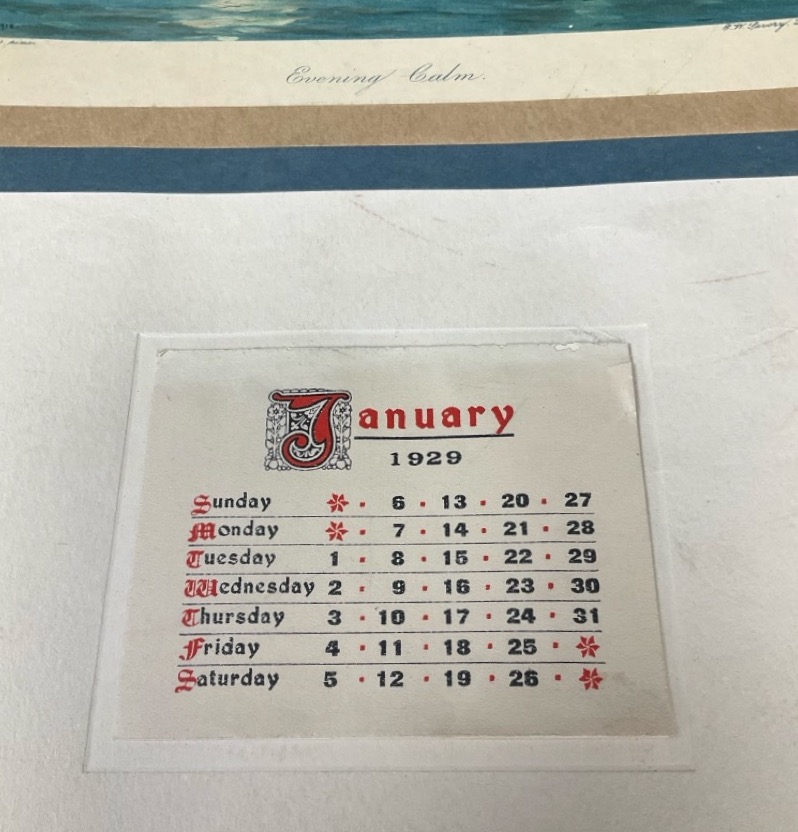 Evening Calm.
January
1929
Sunday 6 · 13 · 20 · 27
Monday 7 · 14 · 21 · 28
Tuesday 1 · 8 · 15 · 22 · 29
Wednesday 2 · 9 · 16 · 23 · 30
Thursday 3 · 10 · 17 · 24 · 31
Friday 4 · 11 · 18 · 25 ·
Saturday 5 · 12 · 19 · 26 ·